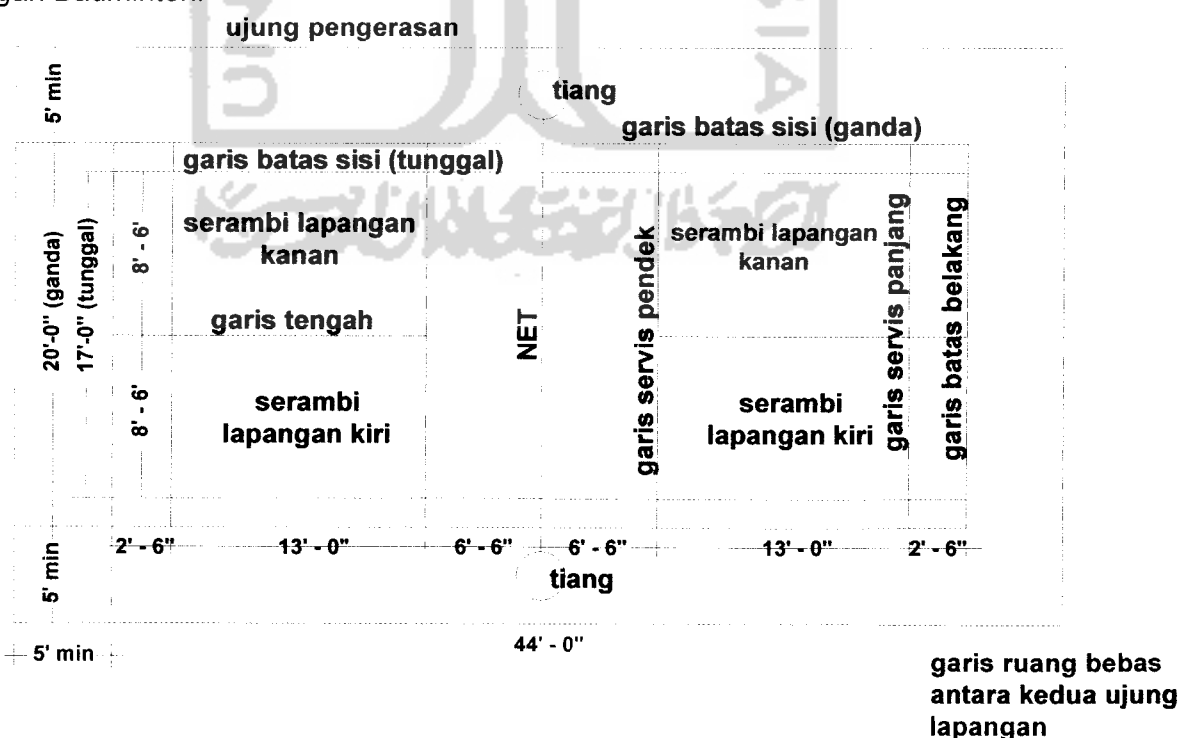 ujung pengerasan
5' min
tiang
garis batas sisi (ganda)
garis batas sisi (tunggal)
serambi lapangan
kanan
serambi lapangan
kanan
20'-0" (ganda)
17'-0" (tunggal)
8' - 6'
garis tengah
NET
garis servis pendek
garis servis panjang
garis batas belakang
8' - 6'
serambi
lapangan kiri
serambi
lapangan kiri
2' - 6"
13' - 0"
6' - 6"
6' - 6"
13' - 0"
2' - 6"
5' min
tiang
5' min
44' - 0"
garis ruang bebas
antara kedua ujung
lapangan